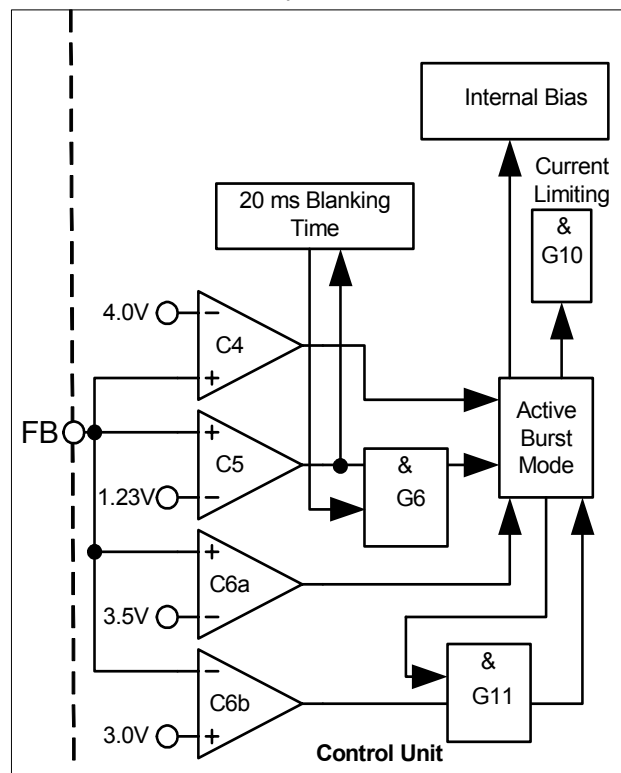 Internal Bias
Current
Limiting
20 ms Blanking
Time
&
G10
4.0V
−
C4
+
FB
+
C5
−
1.23V
&
G6
Active
Burst
Mode
+
C6a
−
3.5V
−
C6b
+
3.0V
&
G11
Control Unit